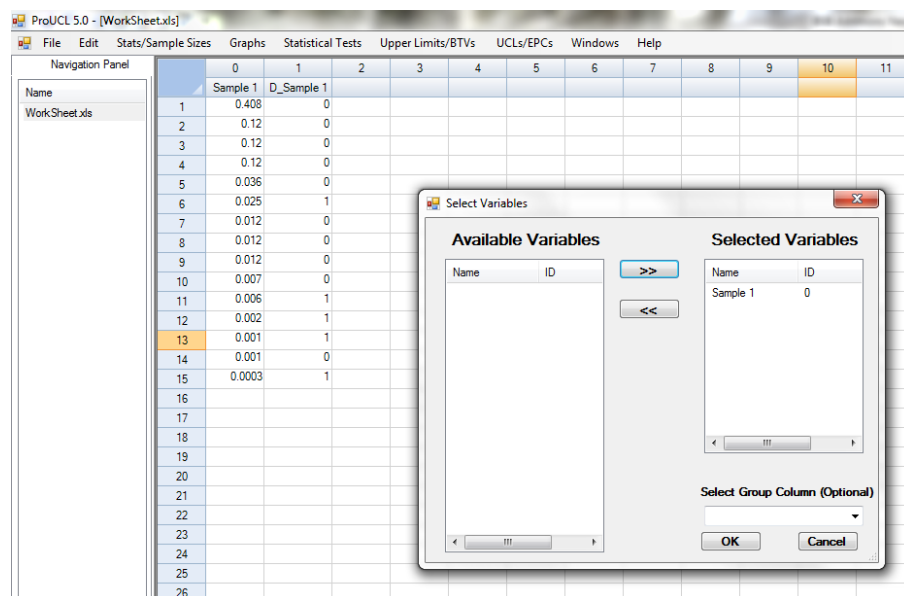 ProUCL 5.0 - [WorkSheet.xls]
File Edit Stats/Sample Sizes Graphs Statistical Tests Upper Limits/BTVs UCLs/EPCs Windows Help
Navigation Panel
Name
WorkSheet.xls
0 1 2 3 4 5 6 7 8 9 10 11
Sample 1 D_Sample 1
1 0.408 0
2 0.12 0
3 0.12 0
4 0.12 0
5 0.036 0
6 0.025 1
7 0.012 0
8 0.012 0
9 0.012 0
10 0.007 0
11 0.006 1
12 0.002 1
13 0.001 1
14 0.001 0
15 0.0003 1
16
17
18
19
20
21
22
23
24
25
26
Select Variables
Available Variables
Name ID
>>
<<
Selected Variables
Name ID
Sample 1 0
Select Group Column (Optional)
OK Cancel